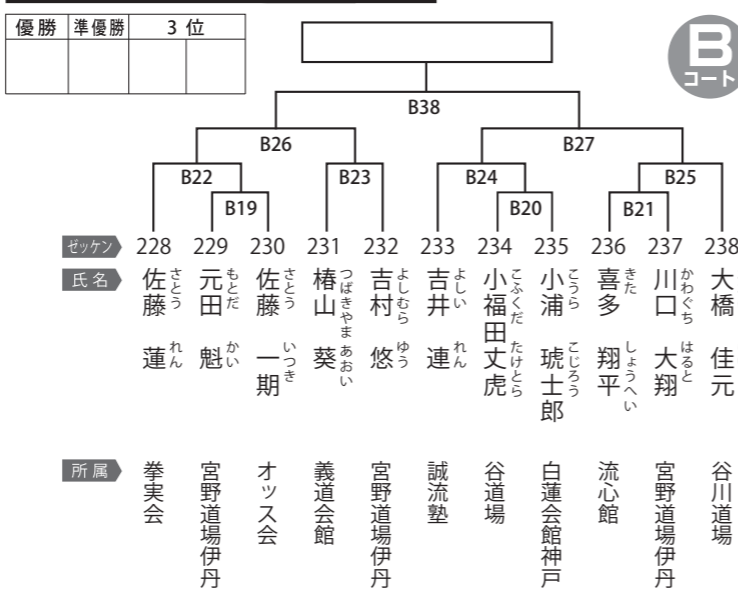 優勝 準優勝 3 位
B
コート
B38
B26 B27
B22 B23 B24 B25
B19 B20 B21
ゼッケン 228 229 230 231 232 233 234 235 236 237 238
氏名
佐藤 蓮 さとう れん
元田 魁 もとだ かい
佐藤 一期 さとう いつき
椿山 葵 つばきやま あおい
吉村 悠 よしむら ゆう
吉井 連 よしい れん
小福田 丈虎 こふくだ たけとら
小浦 琥士郎 こうら こじろう
喜多 翔平 きた しょうへい
川口 大翔 かわぐち はると
大橋 佳元
所属
拳実会
宮野道場伊丹
オッス会
義道会館
宮野道場伊丹
誠流塾
谷道場
白蓮会館神戸
流心館
宮野道場伊丹
谷川道場